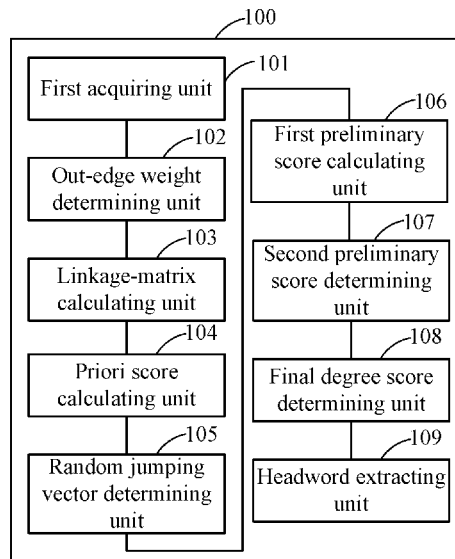 100
101
First acquiring unit
102
Out-edge weight
determining unit
103
Linkage-matrix
calculating unit
104
Priori score
calculating unit
105
Random jumping
vector determining
unit
106
First preliminary
score calculating
unit
107
Second preliminary
score determining
unit
108
Final degree score
determining unit
109
Headword extracting
unit